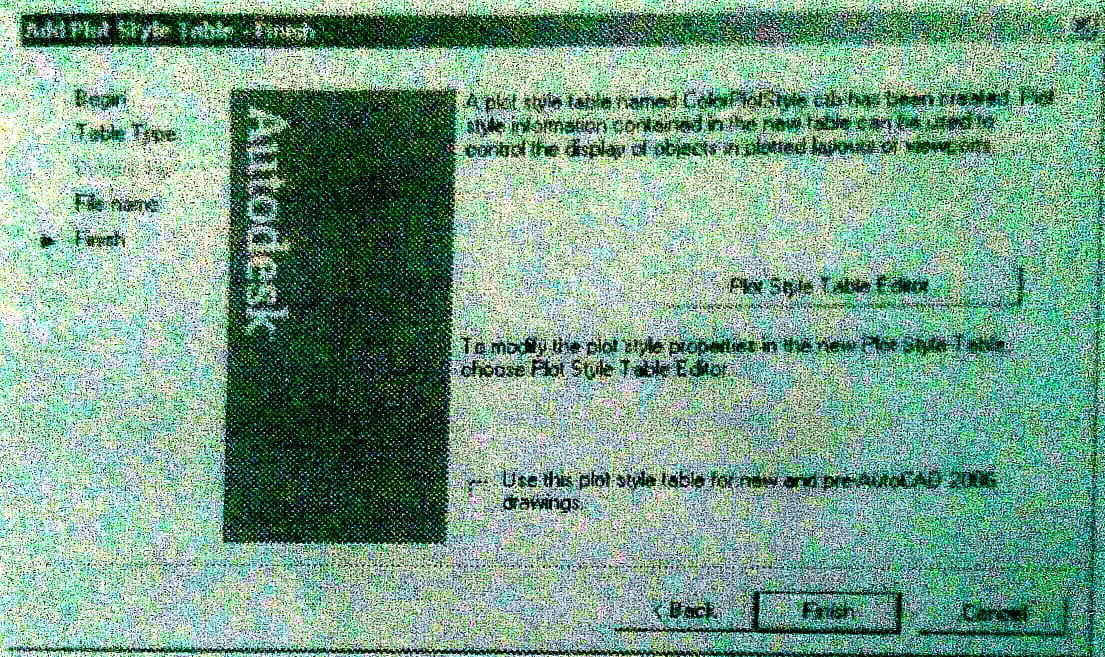 Add Plot Style Table - Finish
Begin
Table Type
File name
Finish
Autodesk
A plot style table named ColorPlotStyle.ctb has been created. Plot
style information contained in the new table can be used to
control the display of objects in plotted layouts or viewports.
Plot Style Table Editor
To modify the plot style properties in the new Plot Style Table,
choose Plot Style Table Editor
Use this plot style table for new and pre-AutoCAD 2006
drawings.
< Back
Finish
Cancel